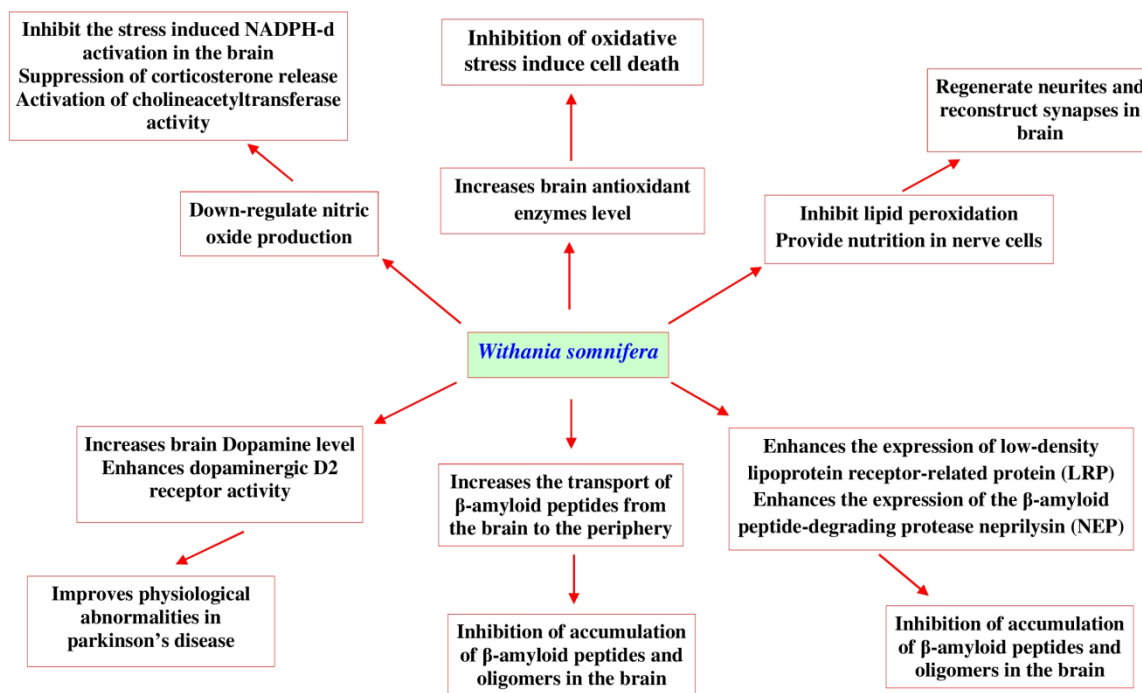 Inhibit the stress induced NADPH-d
activation in the brain
Suppression of corticosterone release
Activation of cholineacetyltransferase
activity
Inhibition of oxidative
stress induce cell death
Regenerate neurites and
reconstruct synapses in
brain
Down-regulate nitric
oxide production
Increases brain antioxidant
enzymes level
Inhibit lipid peroxidation
Provide nutrition in nerve cells
Withania somnifera
Increases brain Dopamine level
Enhances dopaminergic D2
receptor activity
Increases the transport of
β-amyloid peptides from
the brain to the periphery
Enhances the expression of low-density
lipoprotein receptor-related protein (LRP)
Enhances the expression of the β-amyloid
peptide-degrading protease neprilysin (NEP)
Improves physiological
abnormalities in
parkinson's disease
Inhibition of accumulation
of β-amyloid peptides and
oligomers in the brain
Inhibition of accumulation
of β-amyloid peptides and
oligomers in the brain